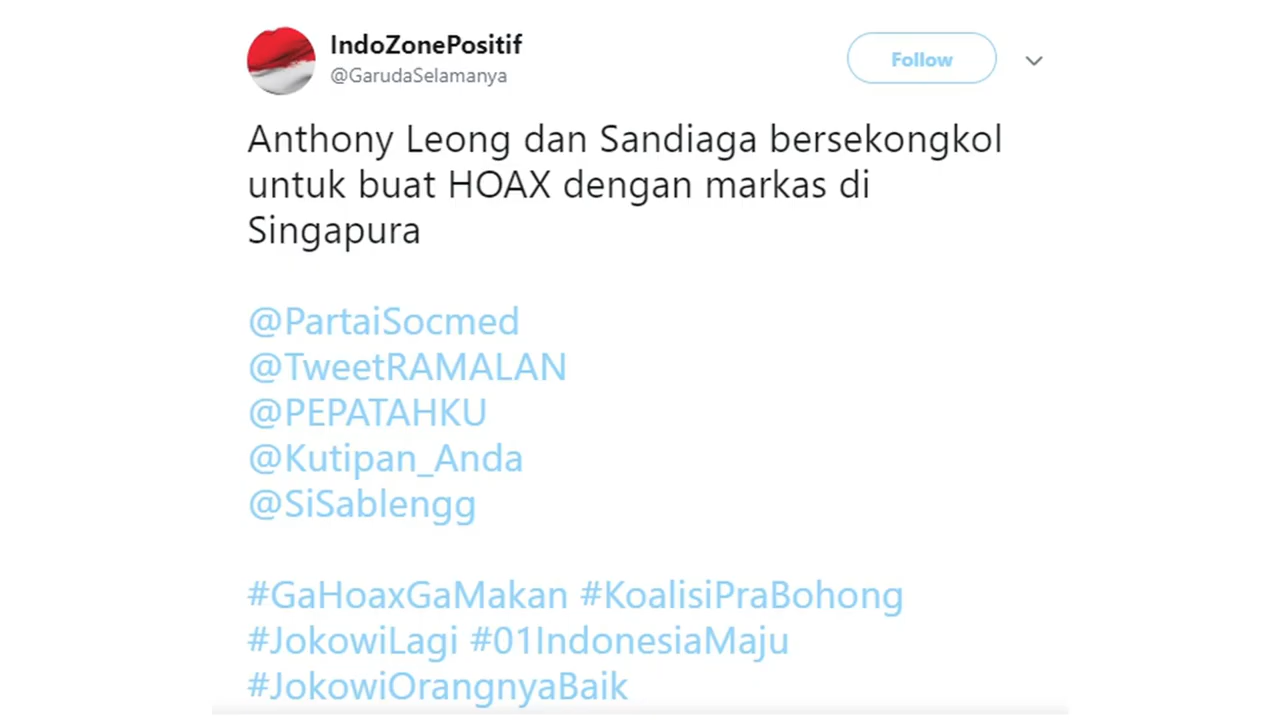 IndoZonePositif
@GarudaSelamanya
Follow
Anthony Leong dan Sandiaga bersekongkol
untuk buat HOAX dengan markas di
Singapura
@PartaiSocmed
@TweetRAMALAN
@PEPATAHKU
@Kutipan_Anda
@SiSablengg
#GaHoaxGaMakan #KoalisiPraBohong
#JokowiLagi #01IndonesiaMaju
#JokowiOrangnyaBaik